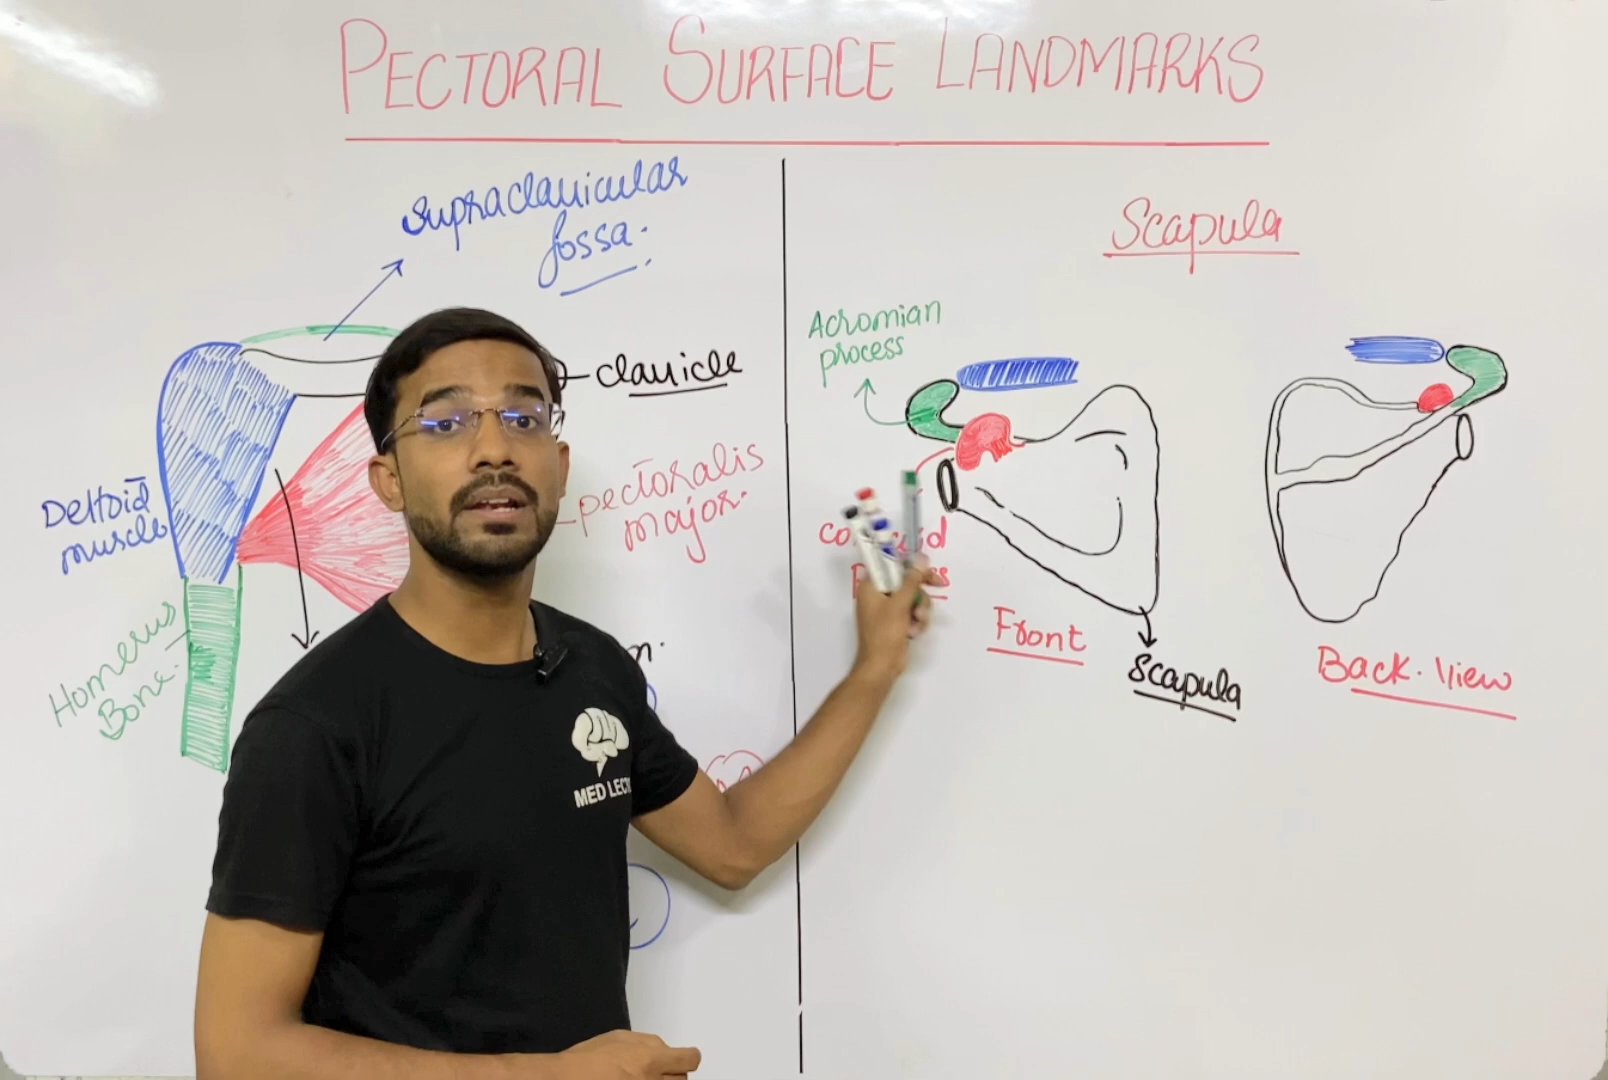 PECTORAL SURFACE LANDMARKS
Supraclavicular
fossa.
clavicle
pectoralis
major.
Deltoid
muscle
Homerus
Bone.
MED LECT
Scapula
Acromian
process
Front
Scapula
Back. View